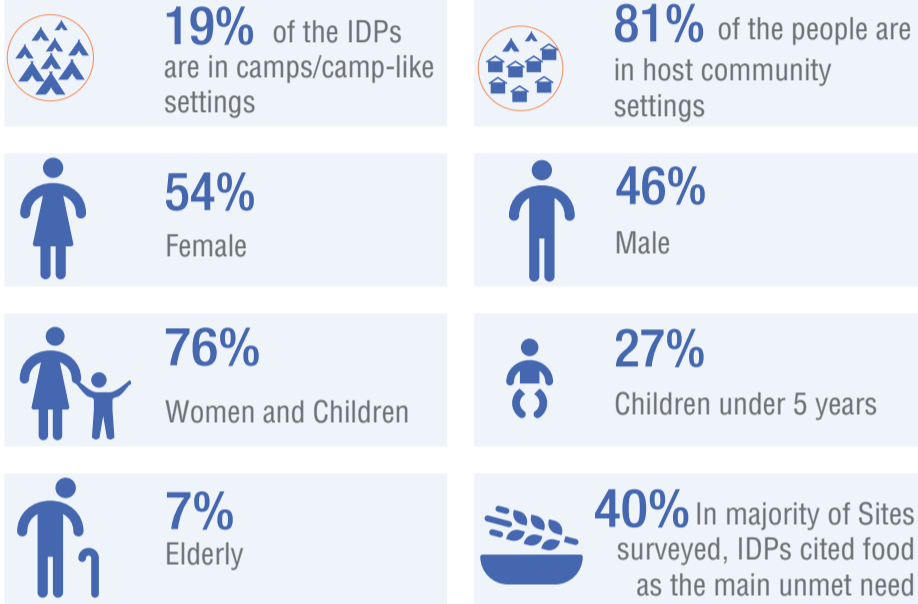 19% of the IDPs
are in camps/camp-like
settings
81% of the people are
in host community
settings
54%
Female
46%
Male
76%
Women and Children
27%
Children under 5 years
7%
Elderly
40% In majority of Sites
surveyed, IDPs cited food
as the main unmet need